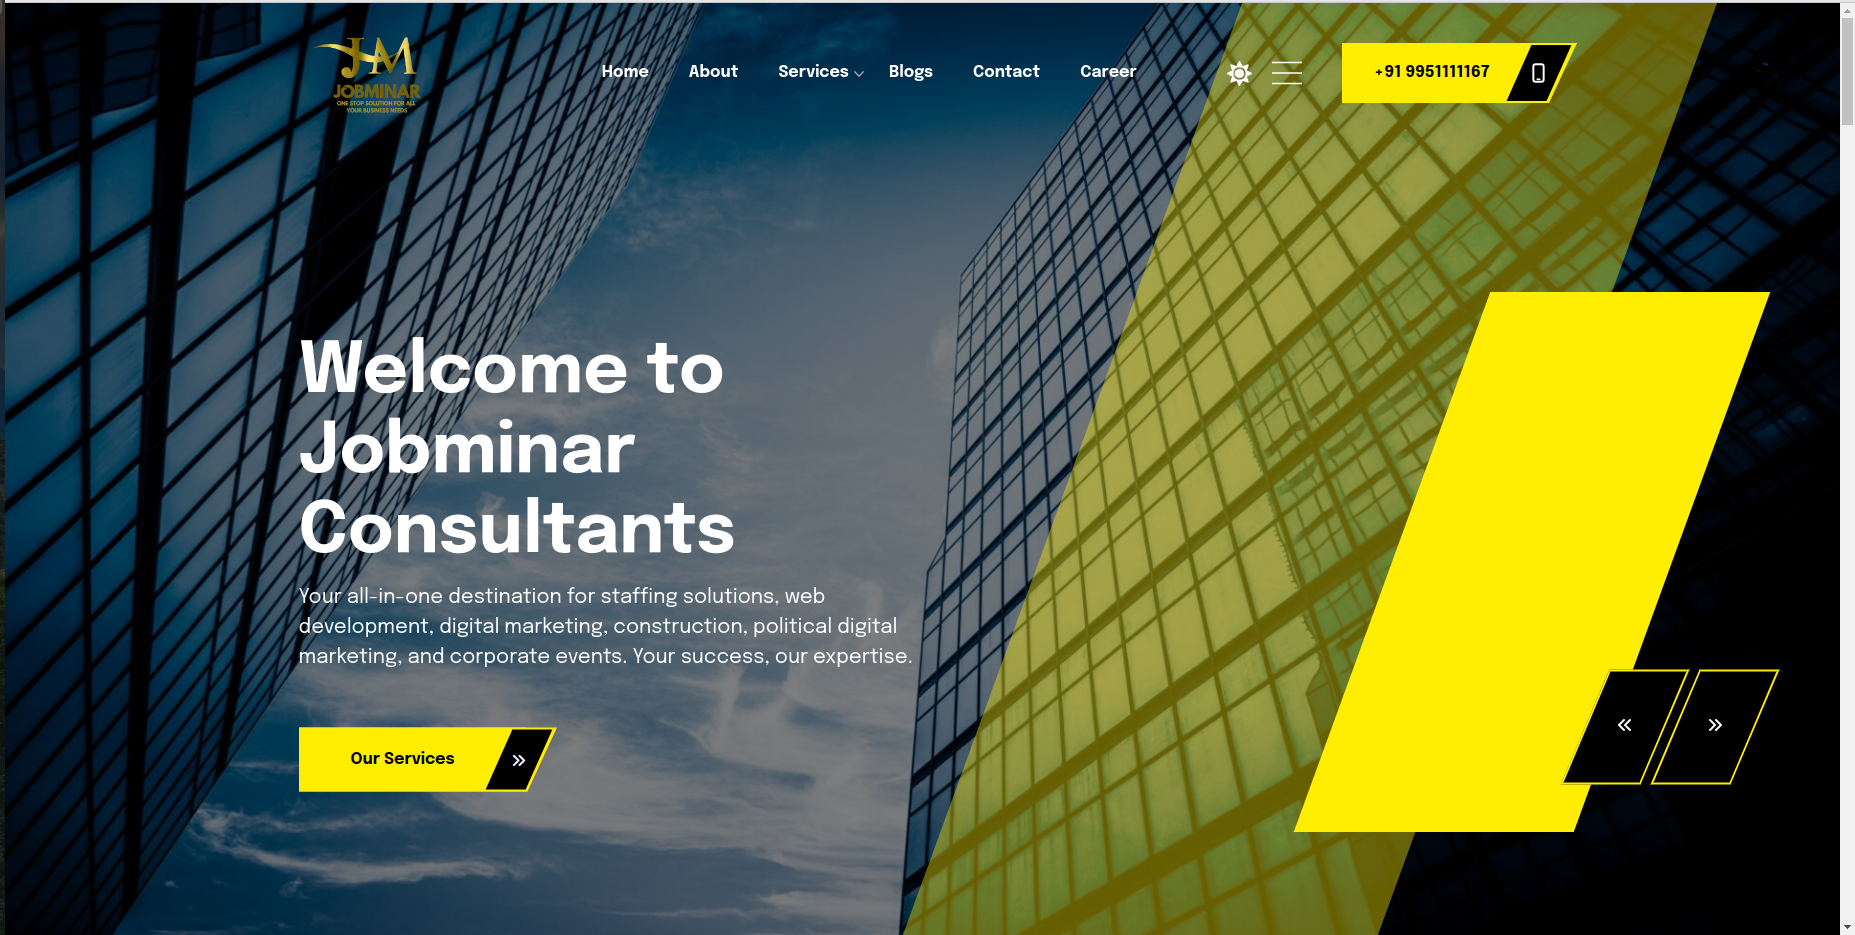 JM
JOBMINAR
ONE STOP SOLUTION FOR ALL
YOUR BUSINESS NEEDS
Home About Services Blogs Contact Career
+91 9951111167
Welcome to
Jobminar
Consultants
Your all-in-one destination for staffing solutions, web
development, digital marketing, construction, political digital
marketing, and corporate events. Your success, our expertise.
Our Services